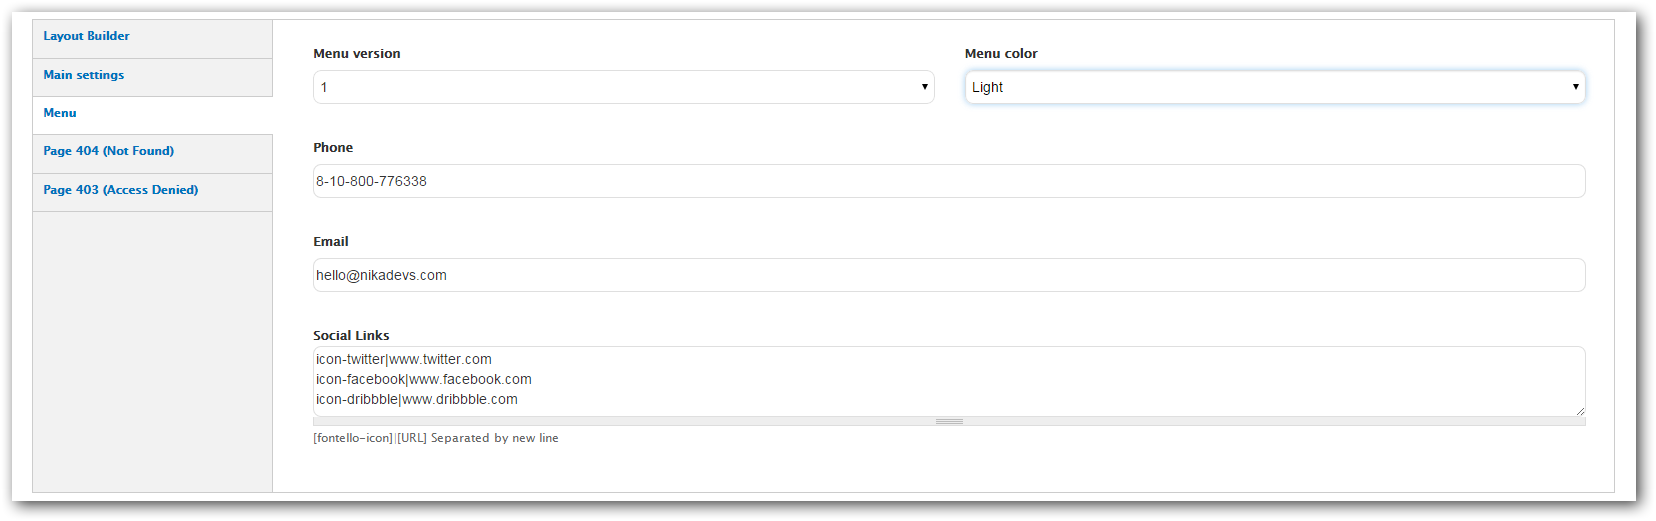 Layout Builder
Main settings
Menu
Page 404 (Not Found)
Page 403 (Access Denied)
Menu version
1
Menu color
Light
Phone
8-10-800-776338
Email
hello@nikadevs.com
Social Links
icon-twitter|www.twitter.com
icon-facebook|www.facebook.com
icon-dribbble|www.dribbble.com
[fontello-icon]|[URL] Separated by new line